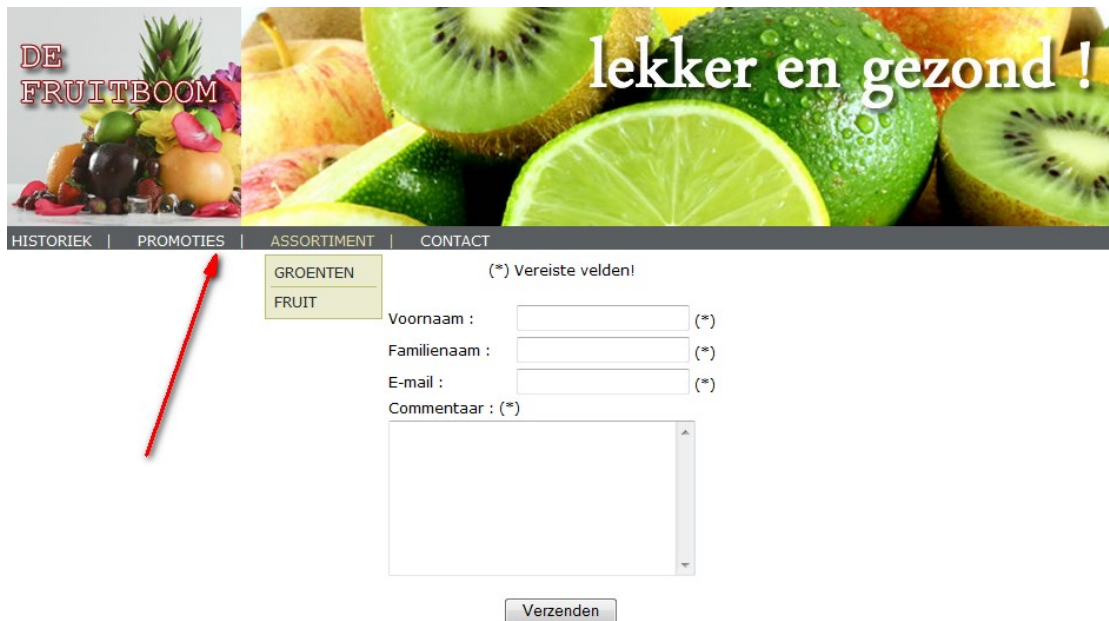 DE
FRUITBOOM
lekker en gezond !
HISTORIEK | PROMOTIES | ASSORTIMENT | CONTACT
GROENTEN
FRUIT
(*) Vereiste velden!
Voornaam : (*)
Familienaam : (*)
E-mail : (*)
Commentaar : (*)
Verzenden